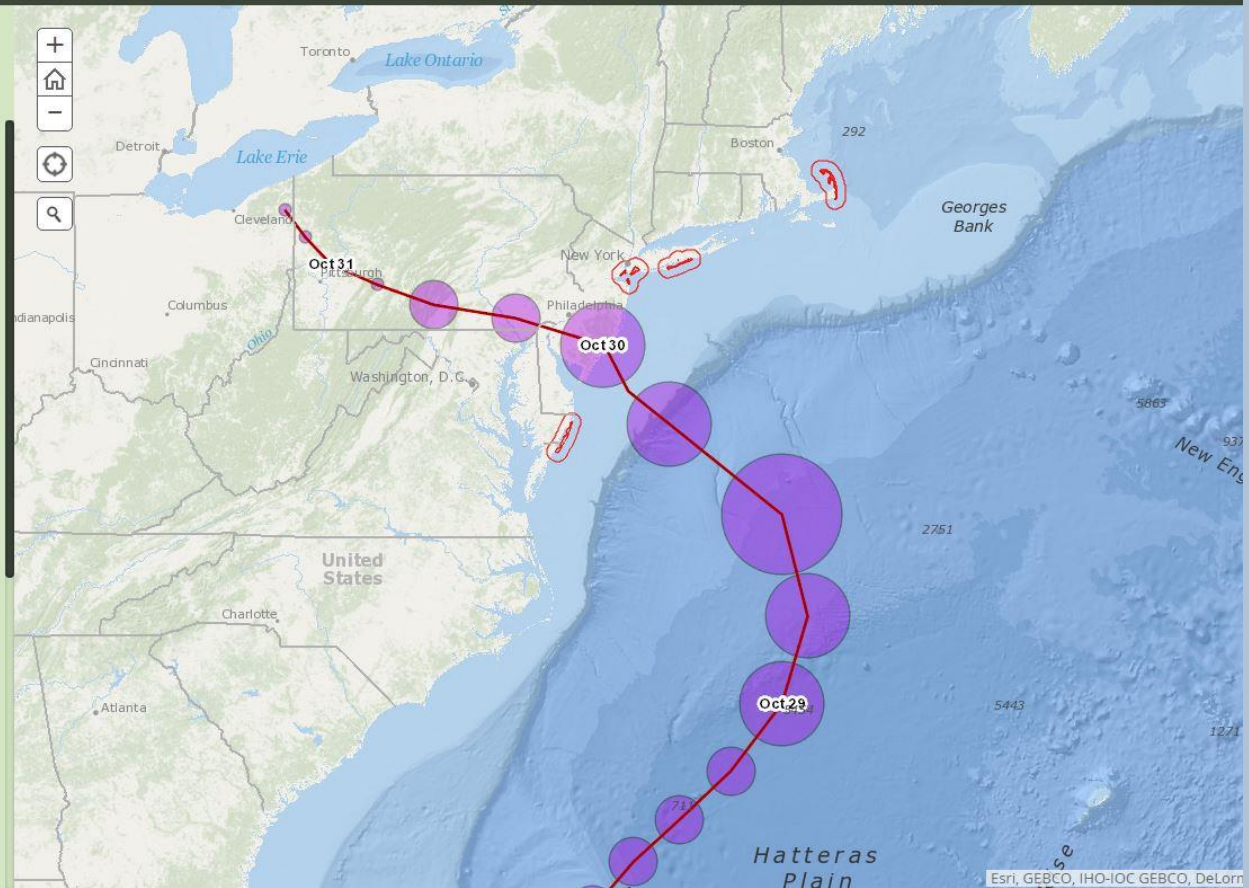 +
−
Toronto
Lake Ontario
Detroit
Lake Erie
Boston
292
Cleveland
Georges
Bank
New York
Oct 31
Pittsburgh
Columbus
Philadelphia
ndianapolis
Ohio
Oct 30
Cincinnati
Washington, D.C.
5863
937
New Eng
2751
United
States
Charlotte
Oct 29
Atlanta
5443
1271
Hatteras
Plain
se
Esri, GEBCO, IHO-IOC GEBCO, DeLorm